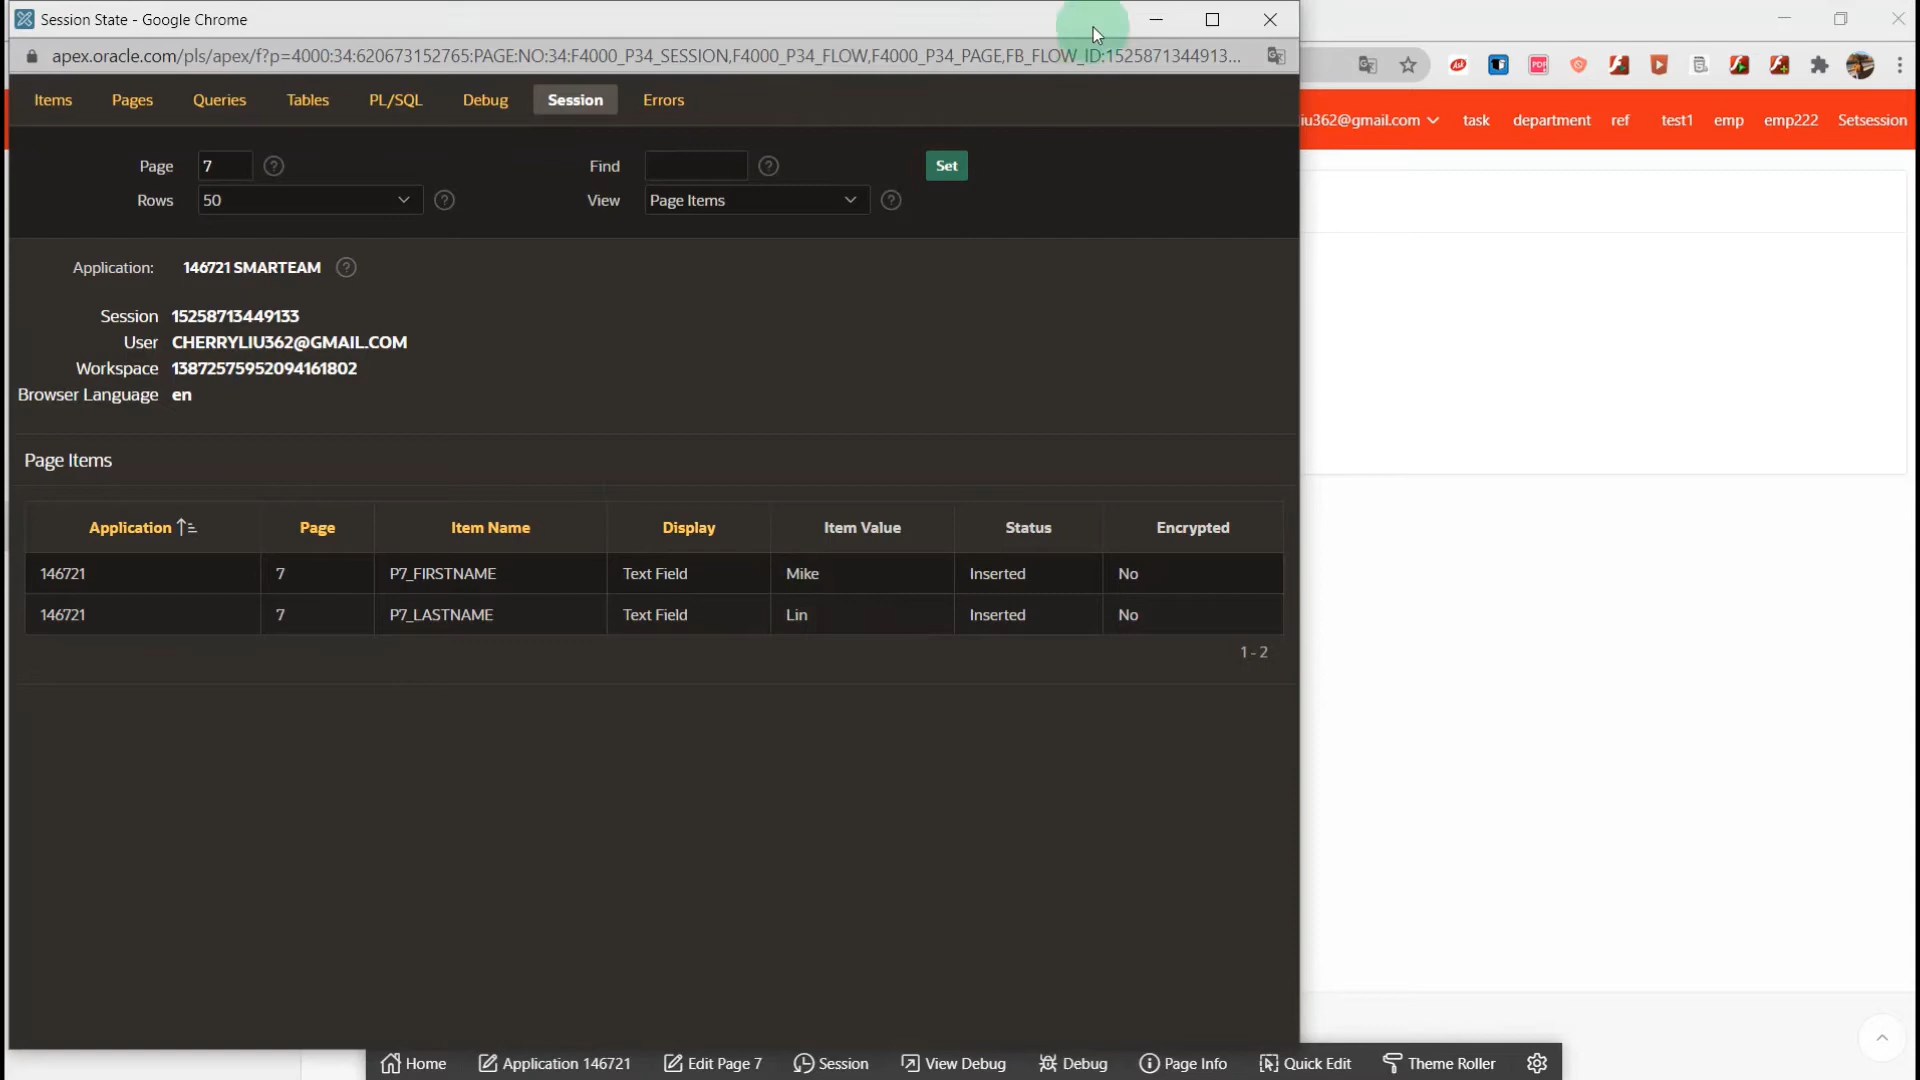 Session State - Google Chrome
apex.oracle.com/pls/apex/f?p=4000:34:620673152765:PAGE:NO:34:F4000_P34_SESSION,F4000_P34_FLOW,F4000_P34_PAGE,FB_FLOW_ID:1525871344913...
Items Pages Queries Tables PL/SQL Debug Session Errors
iu362@gmail.com task department ref test1 emp emp222 Setsession
Page 7 ? Find ? Set
Rows 50 ? View Page Items ?
Application: 146721 SMARTEAM ?
Session 15258713449133
User CHERRYLIU362@GMAIL.COM
Workspace 13872575952094161802
Browser Language en
Page Items
Application Page Item Name Display Item Value Status Encrypted
146721 7 P7_FIRSTNAME Text Field Mike Inserted No
146721 7 P7_LASTNAME Text Field Lin Inserted No
1 - 2
Home Application 146721 Edit Page 7 Session View Debug Debug Page Info Quick Edit Theme Roller